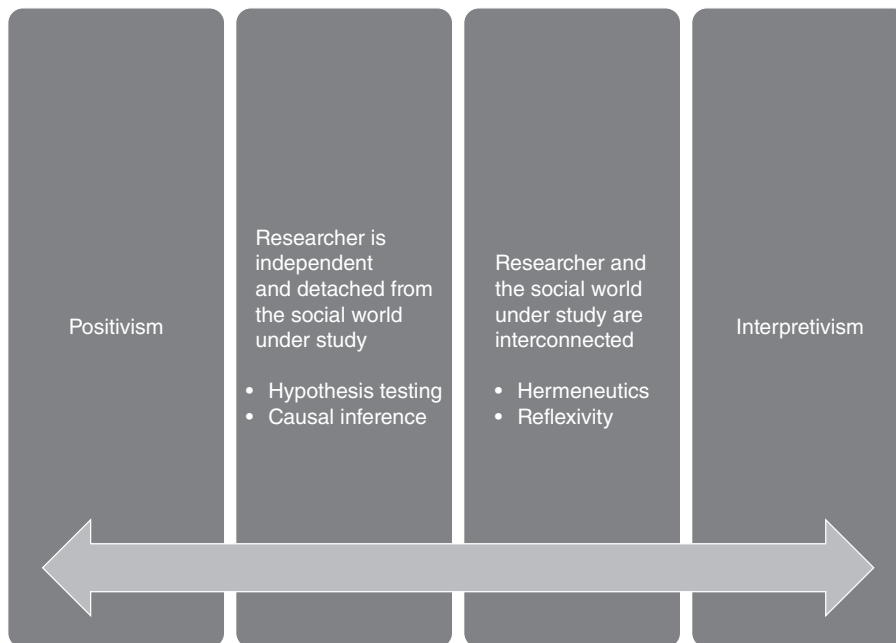 Positivism
Researcher is
independent
and detached from
the social world
under study
• Hypothesis testing
• Causal inference
Researcher and
the social world
under study are
interconnected
• Hermeneutics
• Reflexivity
Interpretivism